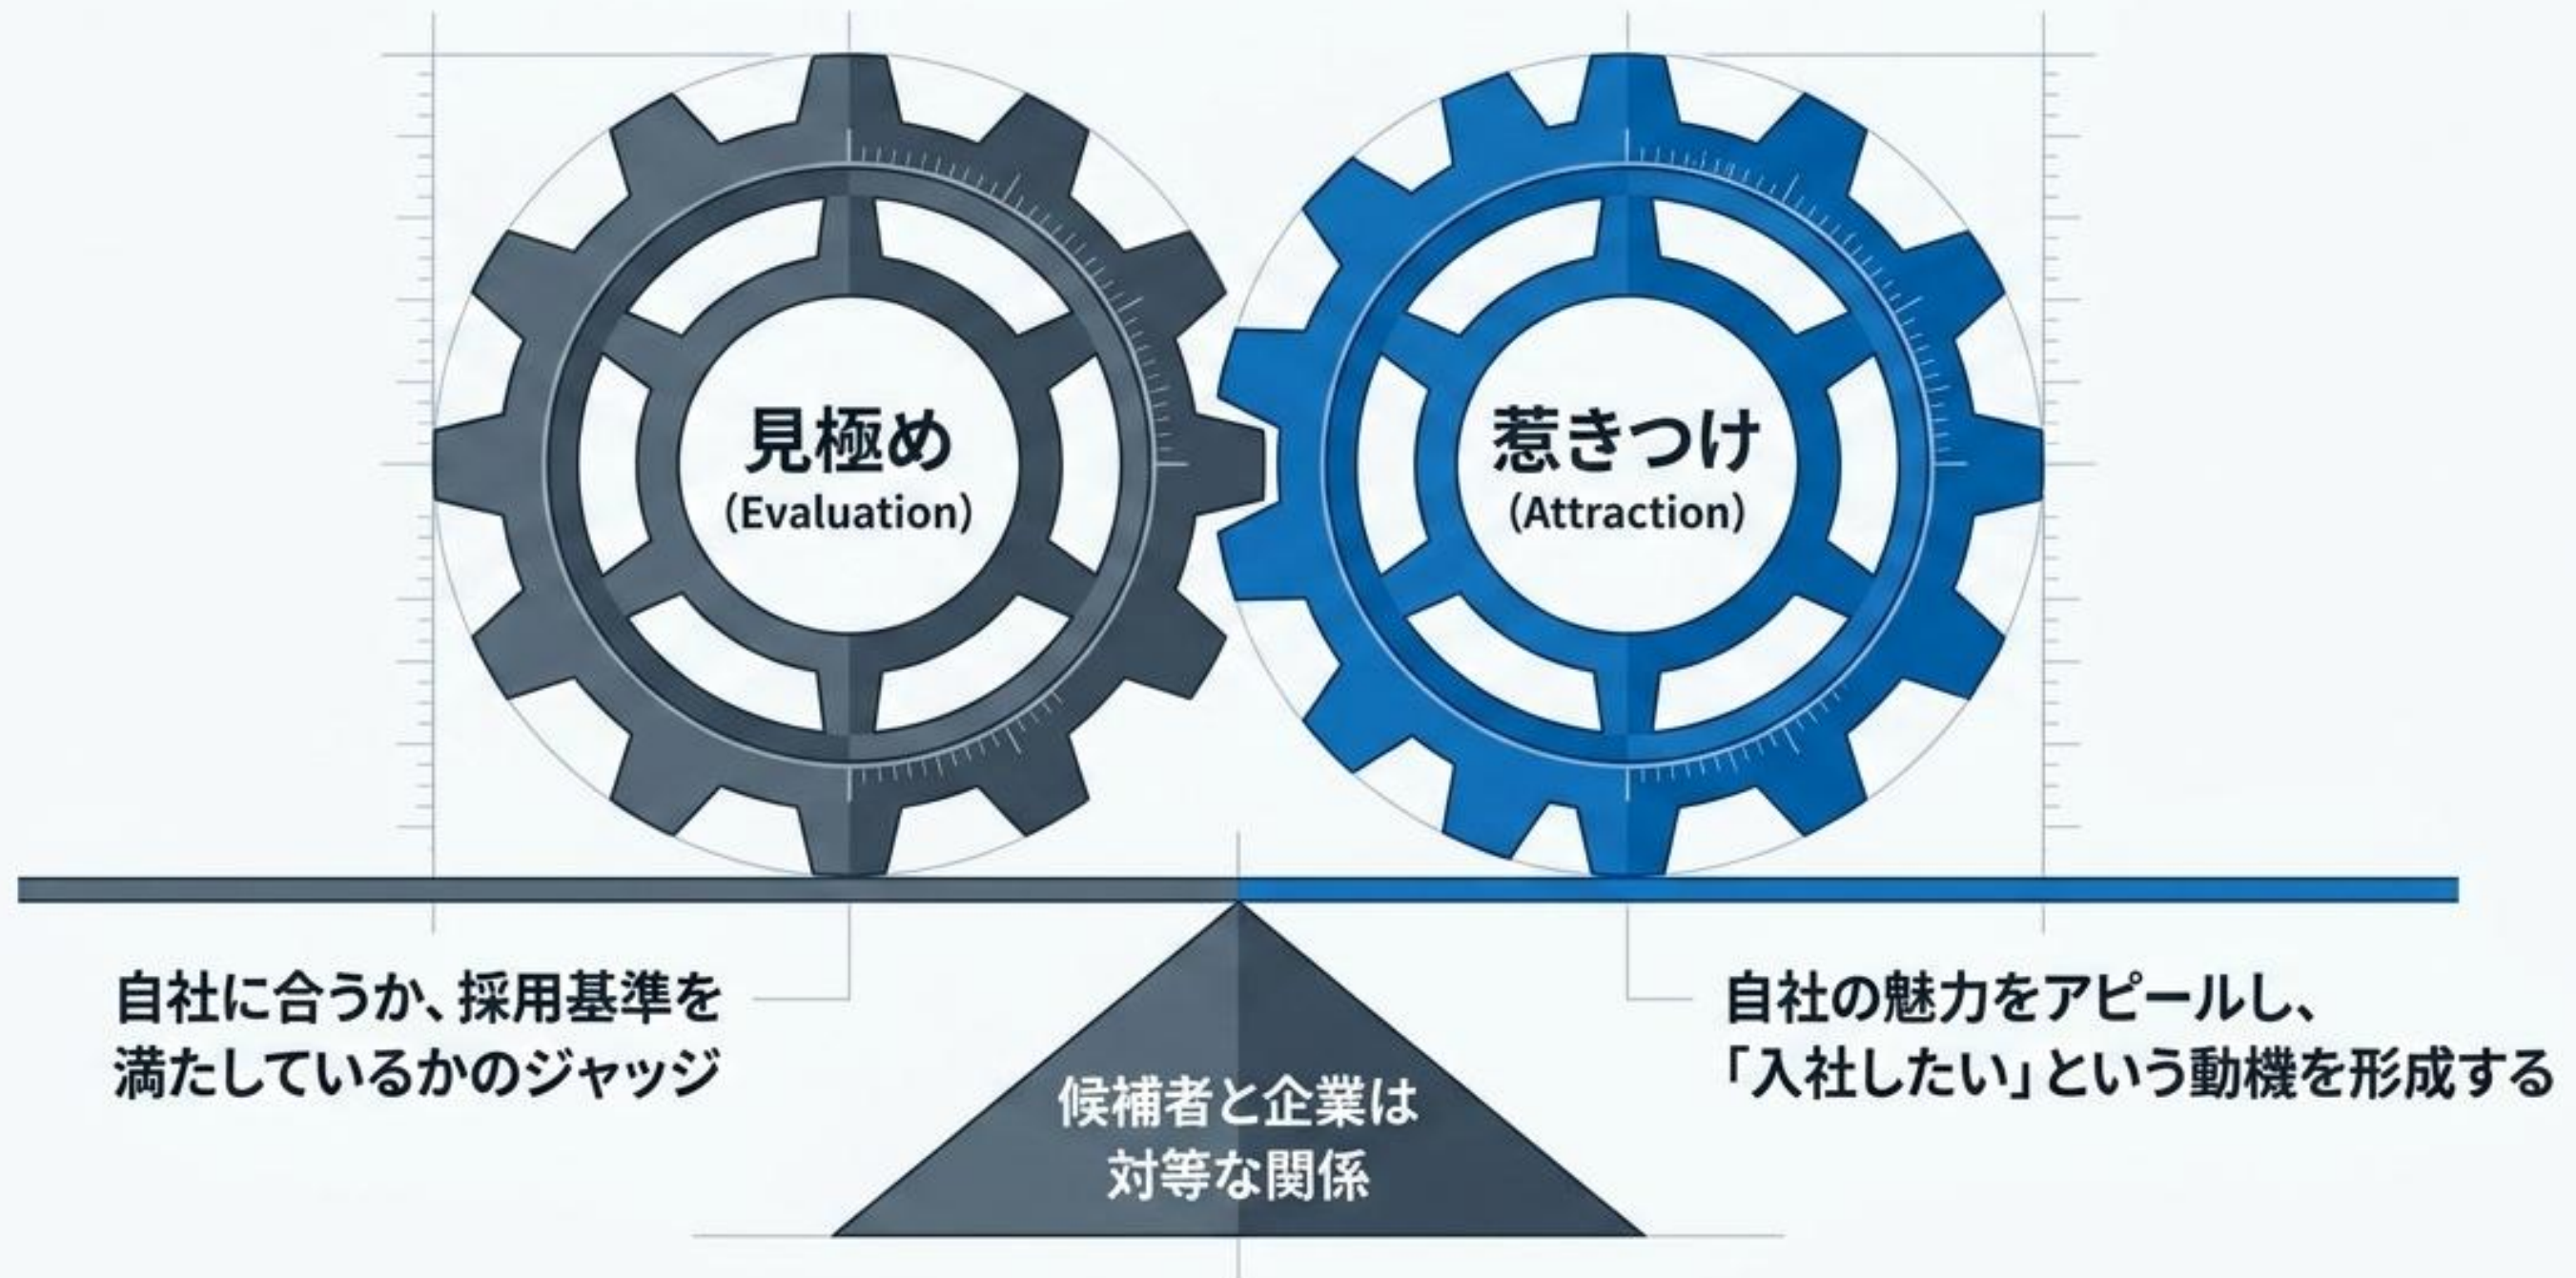 見極め
(Evaluation)
惹きつけ
(Attraction)
自社に合うか、採用基準を
満たしているかのジャッジ
自社の魅力をアピールし、
「入社したい」という動機を形成する
候補者と企業は
対等な関係